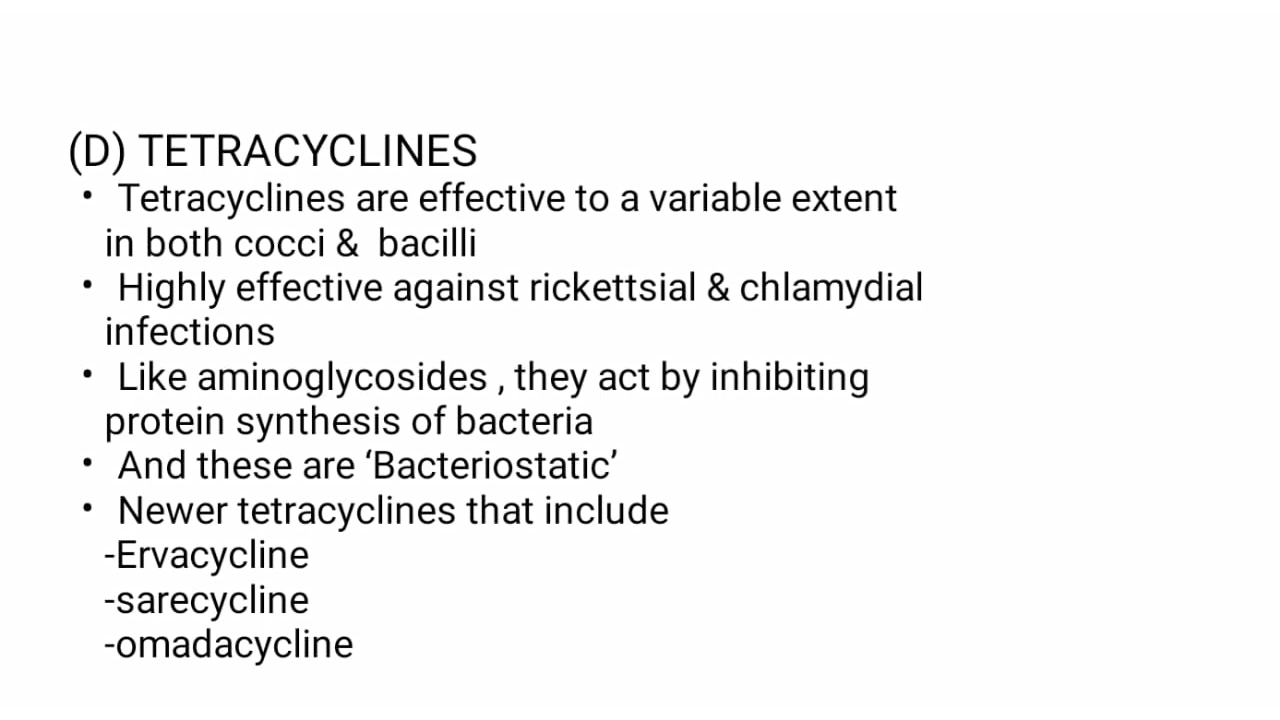 (D) TETRACYCLINES
• Tetracyclines are effective to a variable extent
in both cocci & bacilli
• Highly effective against rickettsial & chlamydial
infections
• Like aminoglycosides , they act by inhibiting
protein synthesis of bacteria
• And these are ‘Bacteriostatic’
• Newer tetracyclines that include
-Ervacycline
-sarecycline
-omadacycline